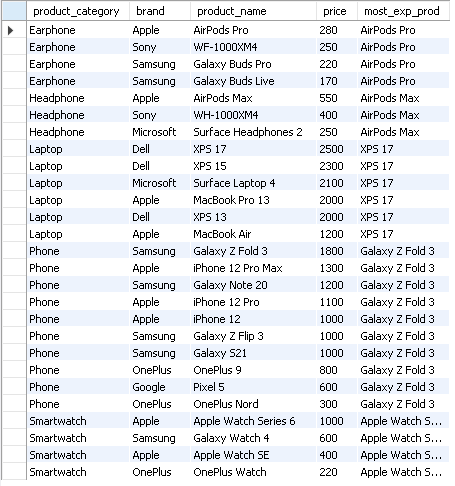 product_category brand product_name price most_exp_prod
Earphone Apple AirPods Pro 280 AirPods Pro
Earphone Sony WF-1000XM4 250 AirPods Pro
Earphone Samsung Galaxy Buds Pro 220 AirPods Pro
Earphone Samsung Galaxy Buds Live 170 AirPods Pro
Headphone Apple AirPods Max 550 AirPods Max
Headphone Sony WH-1000XM4 400 AirPods Max
Headphone Microsoft Surface Headphones 2 250 AirPods Max
Laptop Dell XPS 17 2500 XPS 17
Laptop Dell XPS 15 2300 XPS 17
Laptop Microsoft Surface Laptop 4 2100 XPS 17
Laptop Apple MacBook Pro 13 2000 XPS 17
Laptop Dell XPS 13 2000 XPS 17
Laptop Apple MacBook Air 1200 XPS 17
Phone Samsung Galaxy Z Fold 3 1800 Galaxy Z Fold 3
Phone Apple iPhone 12 Pro Max 1300 Galaxy Z Fold 3
Phone Samsung Galaxy Note 20 1200 Galaxy Z Fold 3
Phone Apple iPhone 12 Pro 1100 Galaxy Z Fold 3
Phone Apple iPhone 12 1000 Galaxy Z Fold 3
Phone Samsung Galaxy Z Flip 3 1000 Galaxy Z Fold 3
Phone Samsung Galaxy S21 1000 Galaxy Z Fold 3
Phone OnePlus OnePlus 9 800 Galaxy Z Fold 3
Phone Google Pixel 5 600 Galaxy Z Fold 3
Phone OnePlus OnePlus Nord 300 Galaxy Z Fold 3
Smartwatch Apple Apple Watch Series 6 1000 Apple Watch S...
Smartwatch Samsung Galaxy Watch 4 600 Apple Watch S...
Smartwatch Apple Apple Watch SE 400 Apple Watch S...
Smartwatch OnePlus OnePlus Watch 220 Apple Watch S...